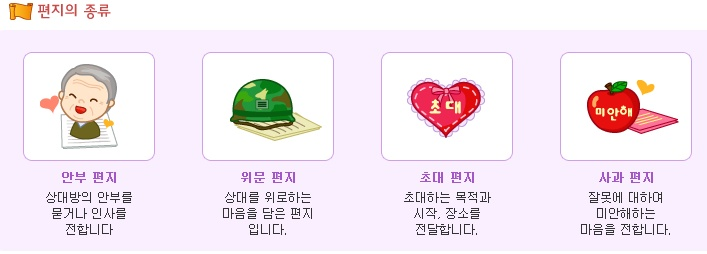 편지의 종류
초대
미안해
안부 편지
상대방의 안부를
묻거나 인사를
전합니다
위문 편지
상대를 위로하는
마음을 담은 편지
입니다.
초대 편지
초대하는 목적과
시작, 장소를
전달합니다.
사과 편지
잘못에 대하여
미안해하는
마음을 전합니다.